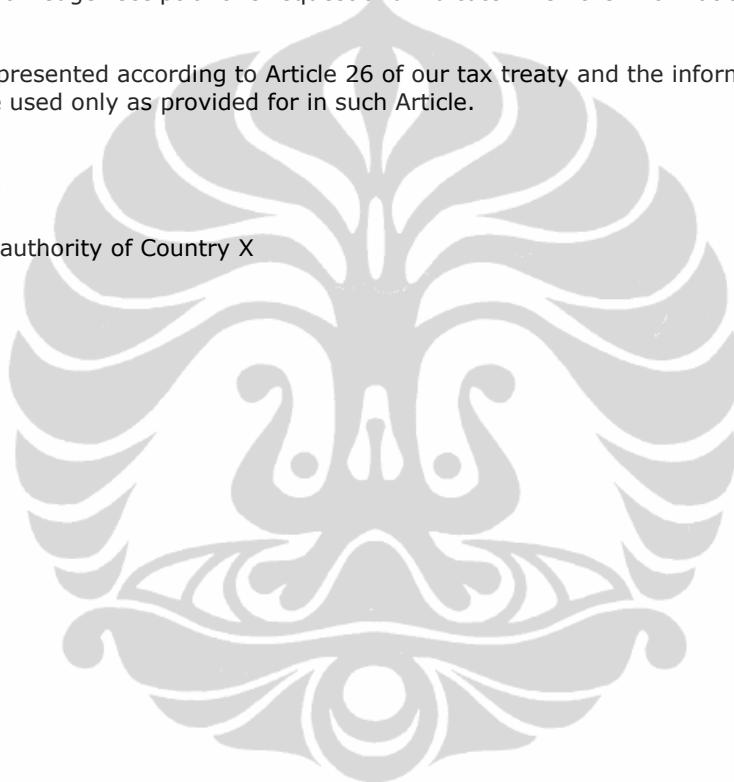 presented according to Article 26 of our tax treaty and the inform
used only as provided for in such Article.
authority of Country X